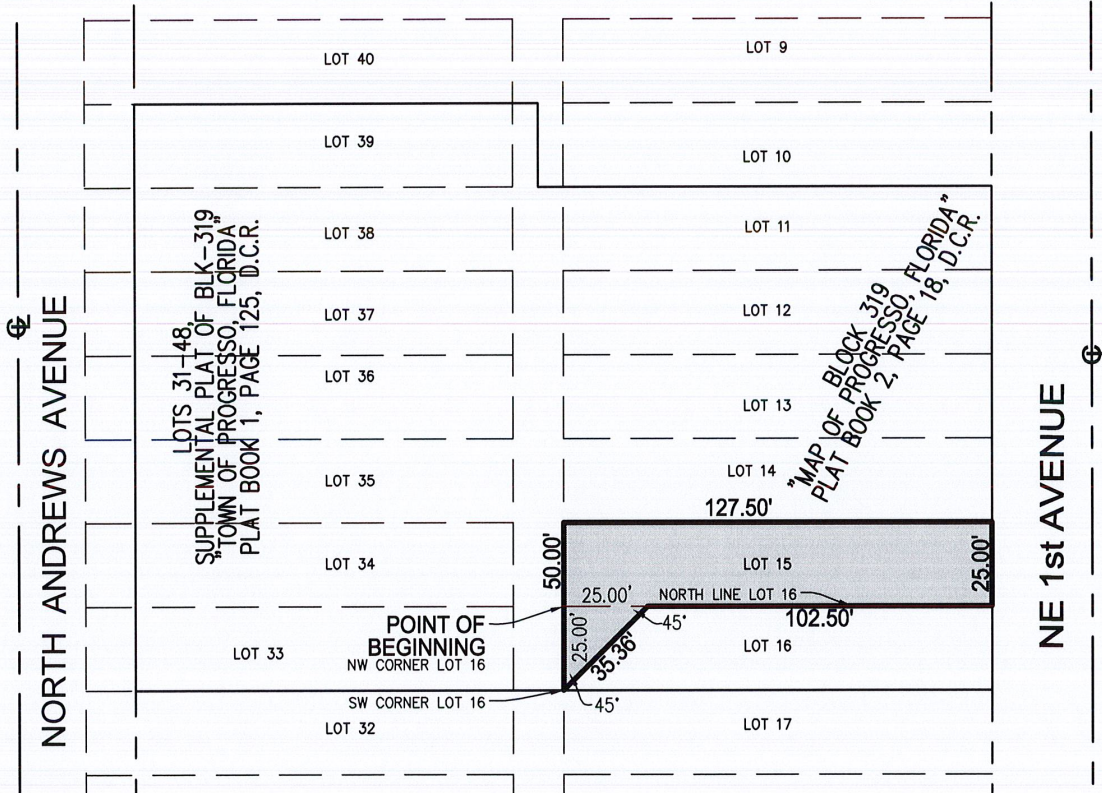 LOT 40
LOT 9
LOT 39
LOT 10
LOT 38
LOT 11
LOT 37
LOT 12
LOT 36
LOT 13
LOT 35
LOT 14
NORTH ANDREWS AVENUE
℄
LOTS 31-48,
SUPPLEMENTAL PLAT OF BLK-319
"TOWN OF PROGRESSO, FLORIDA"
PLAT BOOK 1, PAGE 125, D.C.R.
BLOCK 319
"MAP OF PROGRESSO, FLORIDA"
PLAT BOOK 2, PAGE 18, D.C.R.
℄
NE 1st AVENUE
127.50'
50.00'
LOT 34
LOT 15
25.00'
25.00'
NORTH LINE LOT 16
102.50'
POINT OF
BEGINNING
25.00'
35.36'
45°
LOT 33
NW CORNER LOT 16
LOT 16
SW CORNER LOT 16
45°
LOT 32
LOT 17